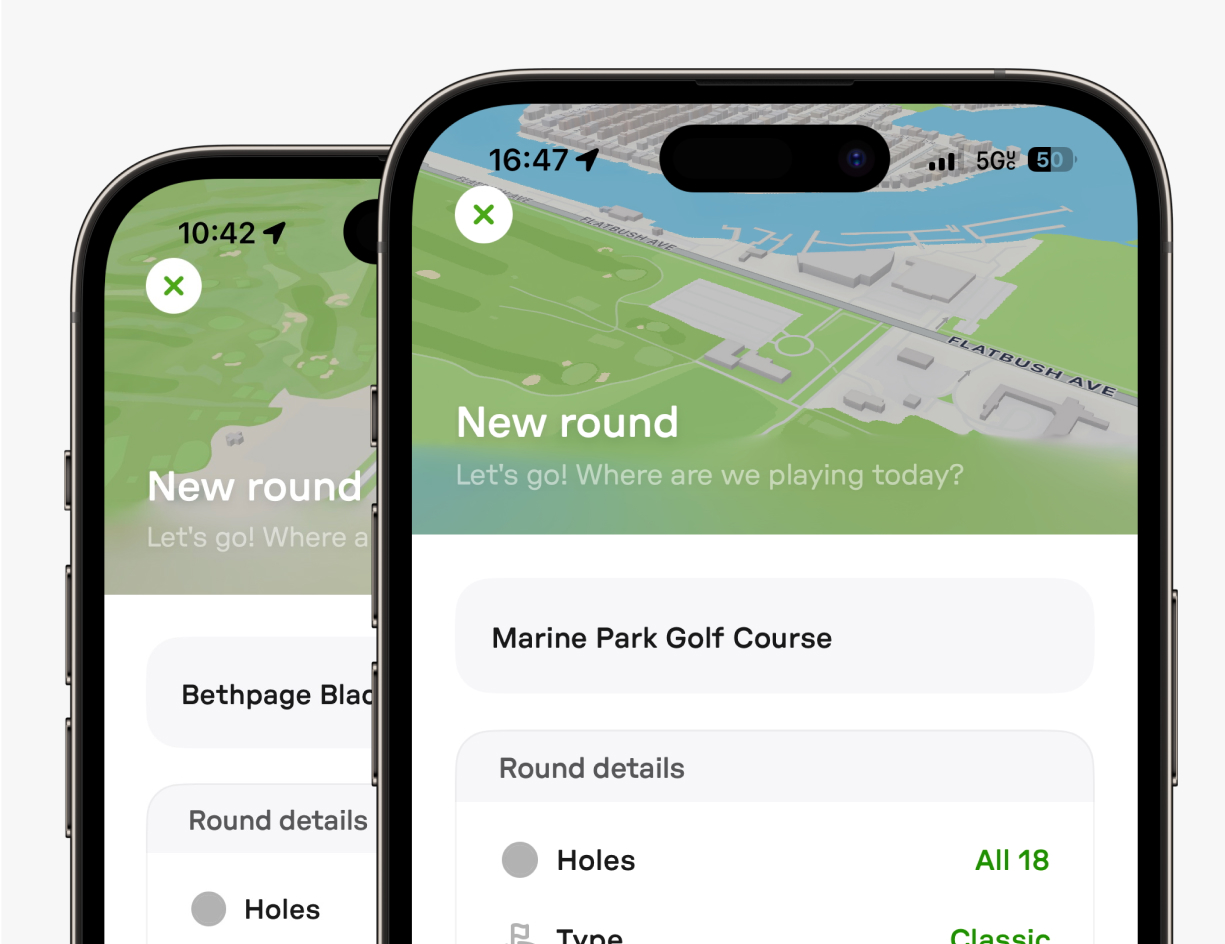 10:42
New round
Let's go! Where a
Bethpage Blac
Round details
Holes
16:47
5G
50
FLATBUSH AVE
FLATBUSH AVE
FLATBUSH AVE
New round
Let's go! Where are we playing today?
Marine Park Golf Course
Round details
Holes All 18
Type Classic